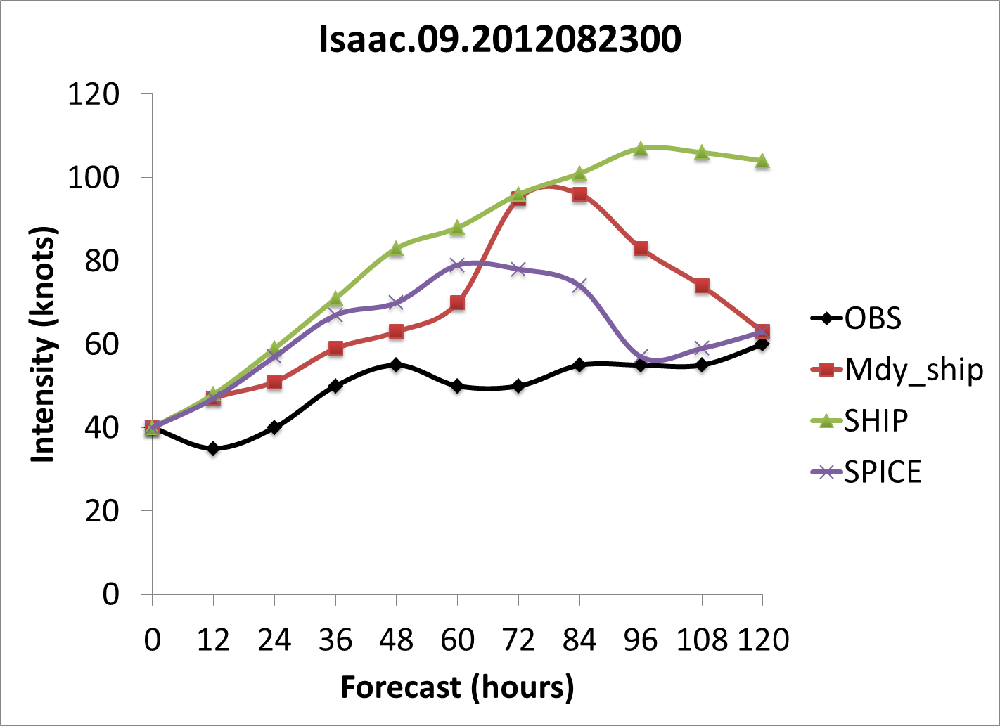 Isaac.09.2012082300
120
100
80
60
40
20
0
Intensity (knots)
0 12 24 36 48 60 72 84 96 108 120
Forecast (hours)
OBS
Mdy_ship
SHIP
SPICE